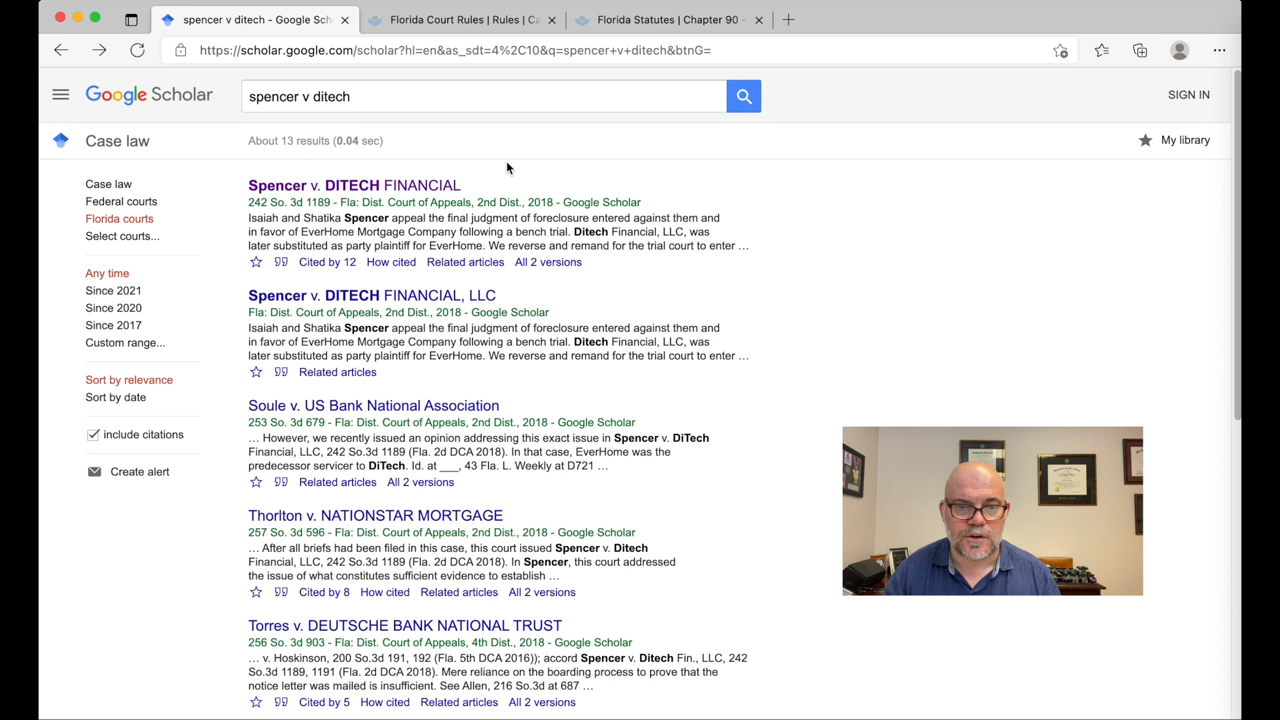 spencer v ditech - Google Sch
Florida Court Rules | Rules | Ca
Florida Statutes | Chapter 90 -
https://scholar.google.com/scholar?hl=en&as_sdt=4%2C10&q=spencer+v+ditech&btnG=
Google Scholar
spencer v ditech
SIGN IN
Case law
About 13 results (0.04 sec)
My library
Case law
Federal courts
Florida courts
Select courts...
Any time
Since 2021
Since 2020
Since 2017
Custom range...
Sort by relevance
Sort by date
include citations
Create alert
Spencer v. DITECH FINANCIAL
242 So. 3d 1189 - Fla: Dist. Court of Appeals, 2nd Dist., 2018 - Google Scholar
Isaiah and Shatika Spencer appeal the final judgment of foreclosure entered against them and
in favor of EverHome Mortgage Company following a bench trial. Ditech Financial, LLC, was
later substituted as party plaintiff for EverHome. We reverse and remand for the trial court to enter …
Cited by 12 How cited Related articles All 2 versions
Spencer v. DITECH FINANCIAL, LLC
Fla: Dist. Court of Appeals, 2nd Dist., 2018 - Google Scholar
Isaiah and Shatika Spencer appeal the final judgment of foreclosure entered against them and
in favor of EverHome Mortgage Company following a bench trial. Ditech Financial, LLC, was
later substituted as party plaintiff for EverHome. We reverse and remand for the trial court to enter …
Related articles
Soule v. US Bank National Association
253 So. 3d 679 - Fla: Dist. Court of Appeals, 2nd Dist., 2018 - Google Scholar
… However, we recently issued an opinion addressing this exact issue in Spencer v. DiTech
Financial, LLC, 242 So.3d 1189 (Fla. 2d DCA 2018). In that case, EverHome was the
predecessor servicer to DiTech. Id. at ___, 43 Fla. L. Weekly at D721 …
Related articles All 2 versions
Thorlton v. NATIONSTAR MORTGAGE
257 So. 3d 596 - Fla: Dist. Court of Appeals, 2nd Dist., 2018 - Google Scholar
… After all briefs had been filed in this case, this court issued Spencer v. Ditech
Financial, LLC, 242 So.3d 1189 (Fla. 2d DCA 2018). In Spencer, this court addressed
the issue of what constitutes sufficient evidence to establish …
Cited by 8 How cited Related articles All 2 versions
Torres v. DEUTSCHE BANK NATIONAL TRUST
256 So. 3d 903 - Fla: Dist. Court of Appeals, 4th Dist., 2018 - Google Scholar
… v. Hoskinson, 200 So.3d 191, 192 (Fla. 5th DCA 2016)); accord Spencer v. Ditech Fin., LLC, 242
So.3d 1189, 1191 (Fla. 2d DCA 2018). Mere reliance on the boarding process to prove that the
notice letter was mailed is insufficient. See Allen, 216 So.3d at 687 …
Cited by 5 How cited Related articles All 2 versions